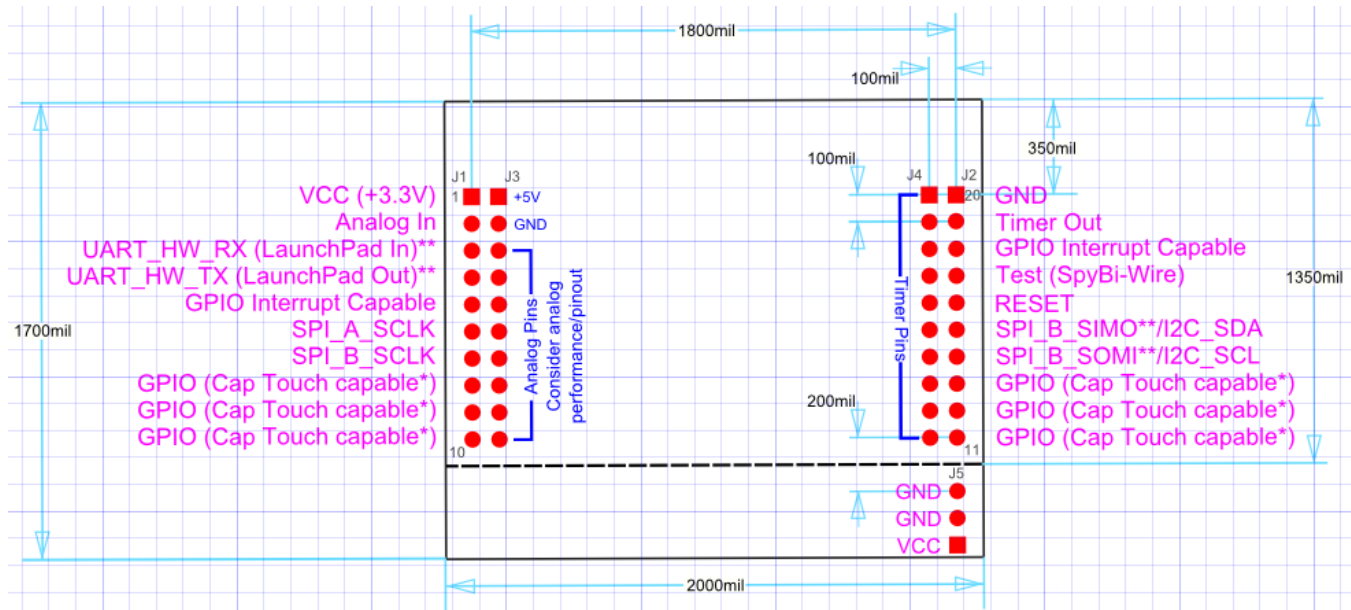 1800mil
100mil
350mil
100mil
J1 J3 J4 J2
VCC (+3.3V) 1 +5V 20 GND
Analog In GND Timer Out
UART_HW_RX (LaunchPad In)** GPIO Interrupt Capable
UART_HW_TX (LaunchPad Out)** Test (SpyBi-Wire)
GPIO Interrupt Capable RESET
SPI_A_SCLK SPI_B_SIMO**/I2C_SDA
SPI_B_SCLK SPI_B_SOMI**/I2C_SCL
GPIO (Cap Touch capable*) GPIO (Cap Touch capable*)
GPIO (Cap Touch capable*) GPIO (Cap Touch capable*)
GPIO (Cap Touch capable*) GPIO (Cap Touch capable*)
10 11
Analog Pins
Consider analog
performance/pinout
Timer Pins
1700mil
1350mil
200mil
J5
GND
GND
VCC
2000mil